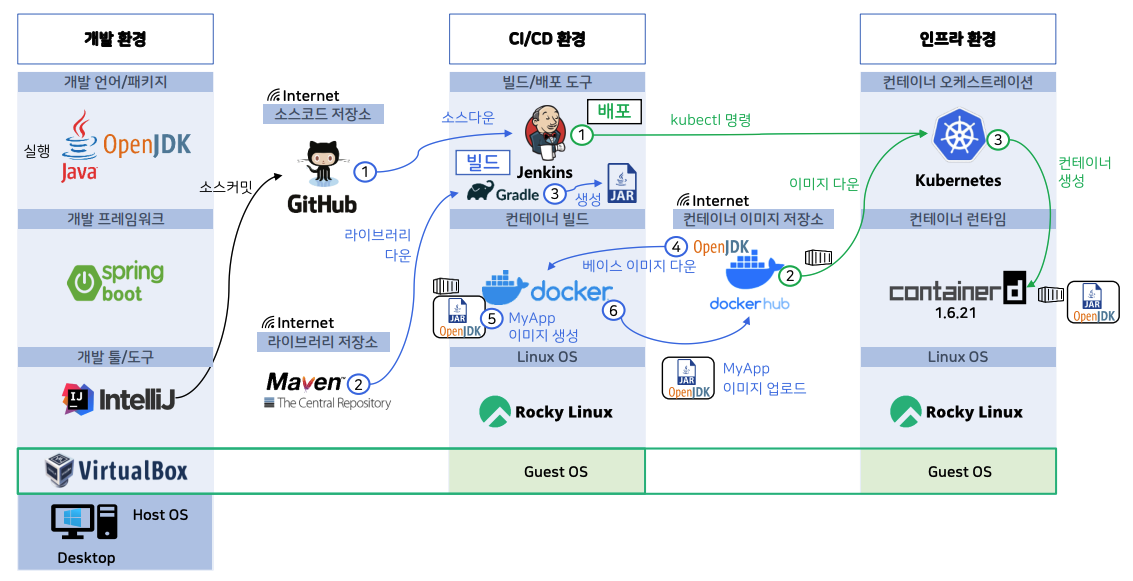 개발 환경
CI/CD 환경
인프라 환경
개발 언어/패키지
빌드/배포 도구
컨테이너 오케스트레이션
Internet
소스코드 저장소
실행
Java
OpenJDK
소스커밋
GitHub
1
소스다운
Jenkins
배포
1
kubectl 명령
Kubernetes
3
컨테이너
생성
빌드
Gradle
3
생성
JAR
이미지 다운
개발 프레임워크
spring
boot
라이브러리
다운
컨테이너 빌드
Internet
컨테이너 이미지 저장소
컨테이너 런타임
4
OpenJDK
베이스 이미지 다운
docker
JAR
OpenJDK
5
MyApp
이미지 생성
6
dockerhub
2
containerd
1.6.21
JAR
OpenJDK
Internet
라이브러리 저장소
Maven™
The Central Repository
2
JAR
OpenJDK
MyApp
이미지 업로드
개발 툴/도구
Linux OS
Linux OS
IJ
IntelliJ
Rocky Linux
Rocky Linux
VirtualBox
Guest OS
Guest OS
Host OS
Desktop